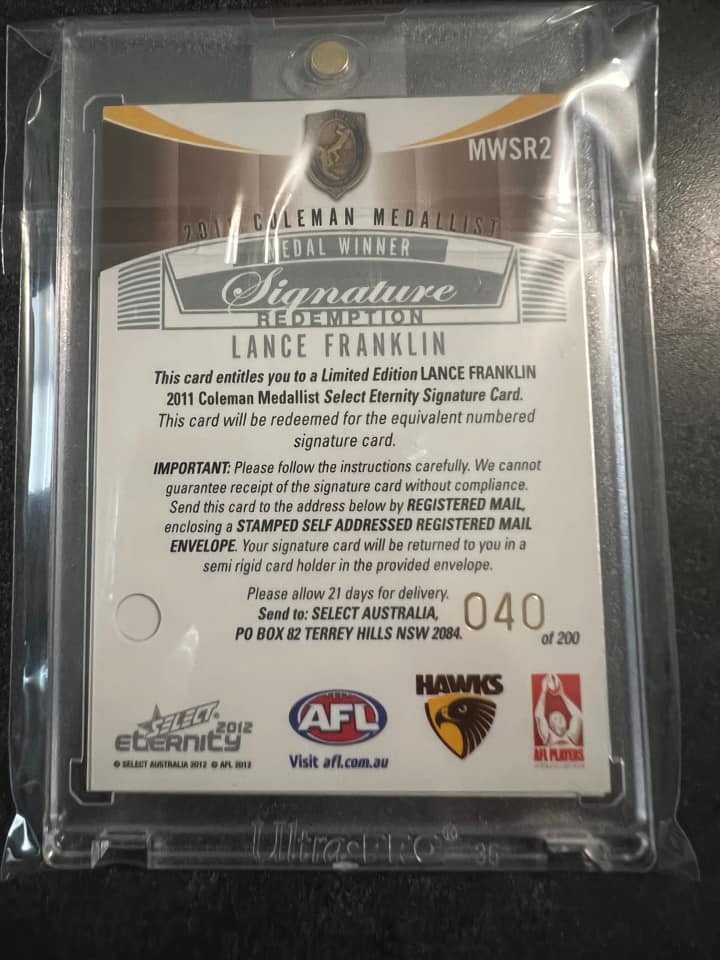 MWSR2
2011 COLEMAN MEDALLIST
MEDAL WINNER
Signature
REDEMPTION
LANCE FRANKLIN
This card entitles you to a Limited Edition LANCE FRANKLIN
2011 Coleman Medallist Select Eternity Signature Card.
This card will be redeemed for the equivalent numbered
signature card.
IMPORTANT: Please follow the instructions carefully. We cannot
guarantee receipt of the signature card without compliance.
Send this card to the address below by REGISTERED MAIL,
enclosing a STAMPED SELF ADDRESSED REGISTERED MAIL
ENVELOPE. Your signature card will be returned to you in a
semi rigid card holder in the provided envelope.
Please allow 21 days for delivery.
Send to: SELECT AUSTRALIA,
PO BOX 82 TERREY HILLS NSW 2084.
040
of 200
SELECT
2012
ETERNITY
© SELECT AUSTRALIA 2012 © AFL 2012
AFL
Visit afl.com.au
HAWKS
AFL PLAYERS
Ultra PRO®